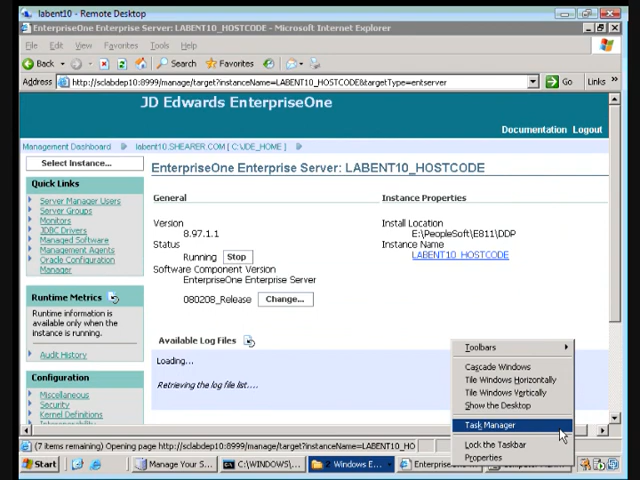 labent10 - Remote Desktop
EnterpriseOne Enterprise Server: LABENT10_HOSTCODE - Microsoft Internet Explorer
File Edit View Favorites Tools Help
Back Search Favorites
Address http://sclabdep10:8999/manage/target?instanceName=LABENT10_HOSTCODE&targetType=entserver Go Links »
JD Edwards EnterpriseOne
Documentation Logout
Management Dashboard labent10.SHEARER.COM [ C:\JDE_HOME ]
Select Instance...
EnterpriseOne Enterprise Server: LABENT10_HOSTCODE
Quick Links
Server Manager Users
Server Groups
Monitors
JDBC Drivers
Managed Software
Management Agents
Oracle Configuration
Manager
General
Version
8.97.1.1
Status
Running Stop
Software Component Version
EnterpriseOne Enterprise Server
080208_Release Change...
Instance Properties
Install Location
E:\PeopleSoft\E811\DDP
Instance Name
LABENT10_HOSTCODE
Runtime Metrics
Runtime information is
available only when the
instance is running.
Audit History
Available Log Files
Loading...
Retrieving the log file list....
Configuration
Miscellaneous
Security
Kernel Definitions
Toolbars
Cascade Windows
Tile Windows Horizontally
Tile Windows Vertically
Show the Desktop
Task Manager
Lock the Taskbar
Properties
(7 items remaining) Opening page http://sclabdep10:8999/manage/target?instanceName=LABENT10_HO
Start Manage Your S... C:\WINDOWS\... 2 Windows E... EnterpriseOne...